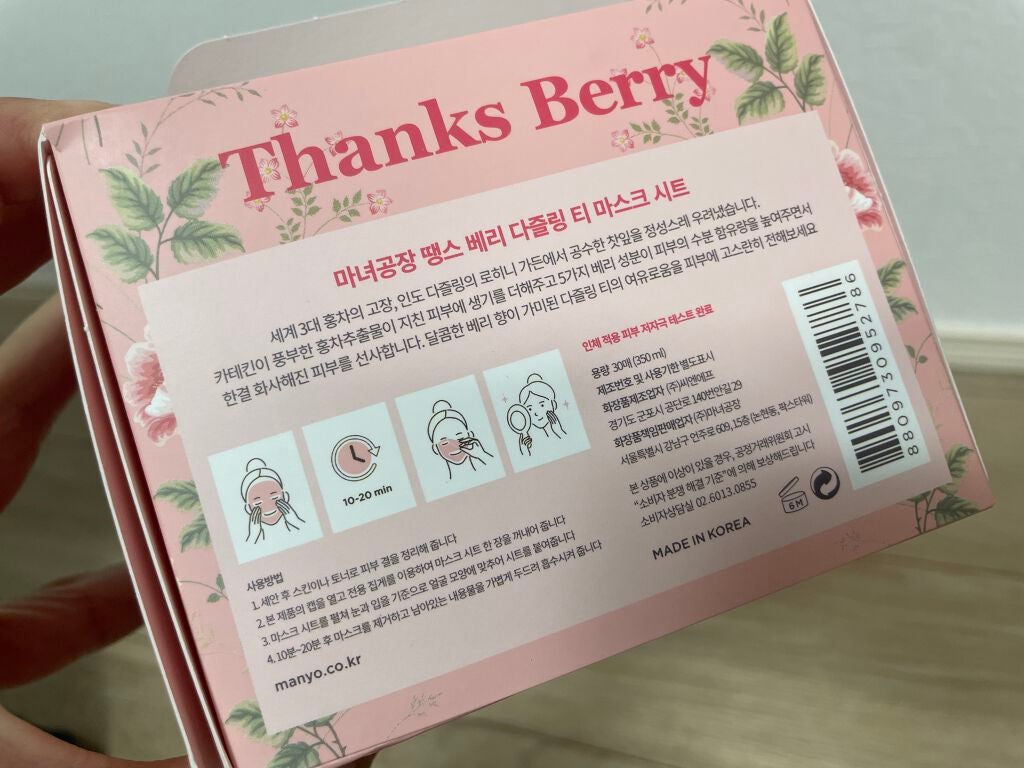 Thanks Berry
마녀공장 땡스 베리 다즐링 티 마스크 시트
세계 3대 홍차의 고장, 인도 다즐링의 로히니 가든에서 공수한 찻잎을 정성스레 우려냈습니다.
카테킨이 풍부한 홍차추출물이 지친 피부에 생기를 더해주고 5가지 베리 성분이 피부의 수분 함유량을 높여주면서
한결 화사해진 피부를 선사합니다. 달콤한 베리 향이 가미된 다즐링 티의 여유로움을 피부에 고스란히 전해보세요
10-20 min
사용방법
1. 세안 후 스킨이나 토너로 피부 결을 정리해 줍니다
2. 본 제품의 캡을 열고 전용 집게를 이용하여 마스크 시트 한 장을 꺼내어 줍니다
3. 마스크 시트를 펼쳐 눈과 입을 기준으로 얼굴 모양에 맞추어 시트를 붙여줍니다
4. 10분~20분 후 마스크를 제거하고 남아있는 내용물을 가볍게 두드려 흡수시켜 줍니다
manyo.co.kr
인체 적용 피부 저자극 테스트 완료
용량 30매 (350 ml)
제조번호 및 사용기한 별도표시
화장품제조업자 (주)씨앤에프
경기도 군포시 공단로 140번안길 29
화장품책임판매업자 (주)마녀공장
서울특별시 강남구 언주로 609, 15층 (논현동, 팍스타워)
본 상품에 이상이 있을 경우, 공정거래위원회 고시
"소비자 분쟁 해결 기준"에 의해 보상해드립니다
소비자상담실 02.6013.0855
MADE IN KOREA
6M
8809730952786